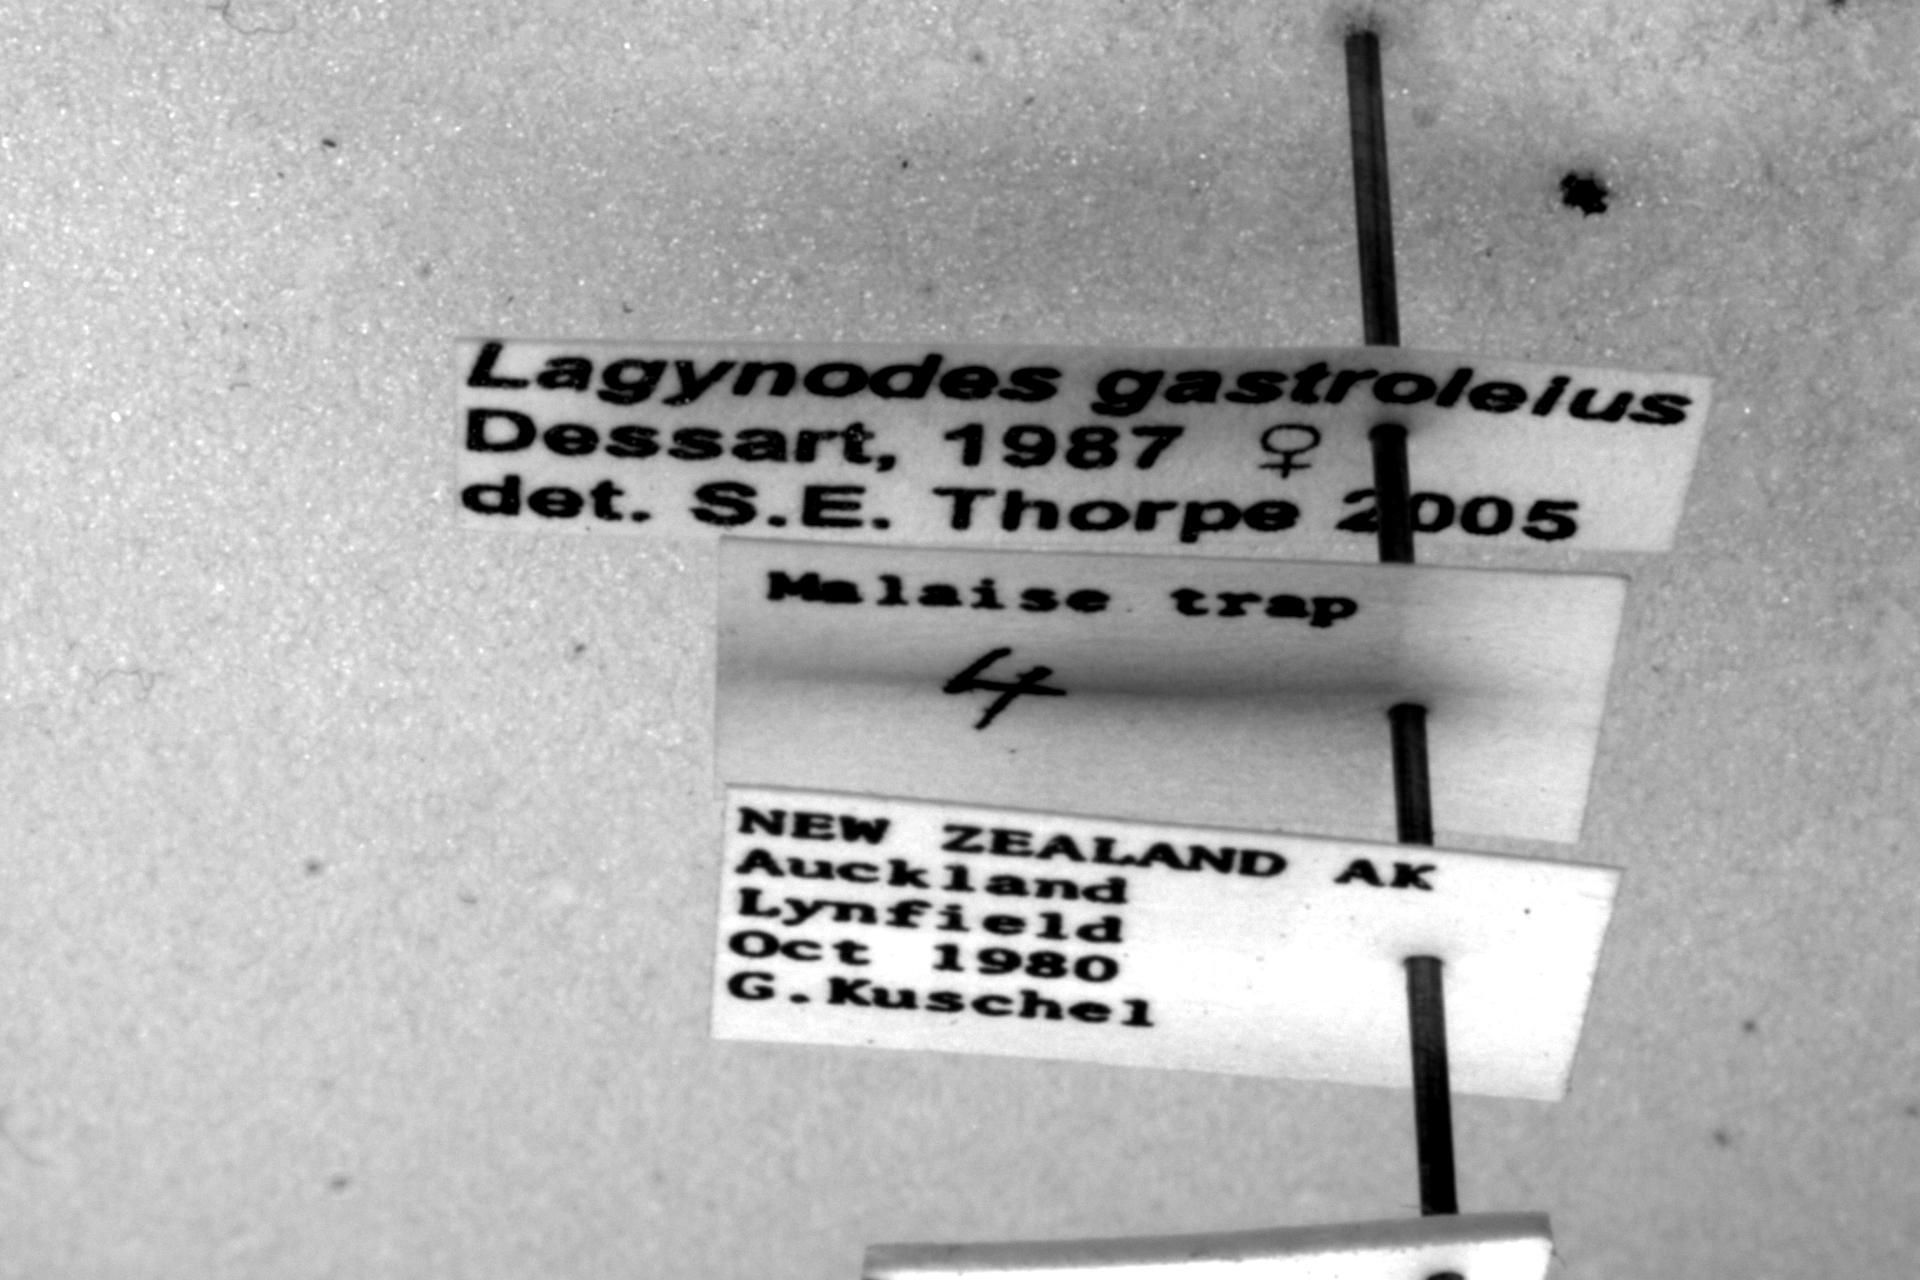 Lagynodes gastroleius
Dessart, 1987 ♀
det. S.E. Thorpe 2005
Malaise trap
4
NEW ZEALAND AK
Auckland
Lynfield
Oct 1980
G.Kuschel